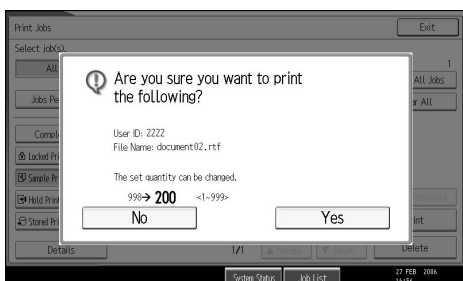 Print Jobs
Exit
Select job(s).
All
1
All Jobs
Jobs Pe
ar All
Are you sure you want to print
the following?
User ID: 2222
File Name: document02.rtf
The set quantity can be changed.
998→ 200 <1~999>
No
Yes
Compl
Locked Pri
Sample Pr
Hold Print
Stored Pri
int
Details
1/1
Delete
System Status
Job List
27 FEB 2006